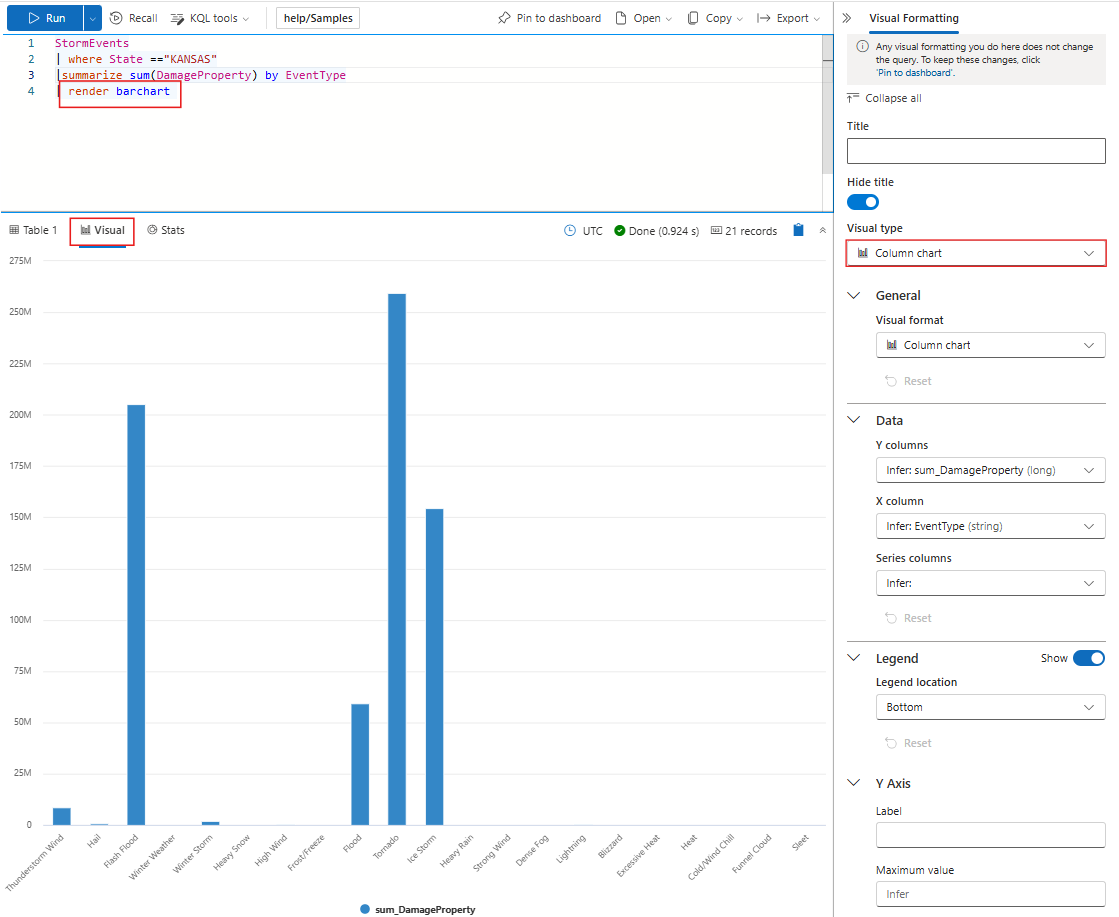 Run
Recall
KQL tools
help/Samples
Pin to dashboard
Open
Copy
Export
1 StormEvents
2 | where State =="KANSAS"
3 |summarize sum(DamageProperty) by EventType
4 | render barchart
Table 1
Visual
Stats
UTC
Done (0.924 s)
21 records
275M
250M
225M
200M
175M
150M
125M
100M
75M
50M
25M
0
Thunderstorm Wind
Hail
Flash Flood
Winter Weather
Winter Storm
Heavy Snow
High Wind
Frost/Freeze
Flood
Tornado
Ice Storm
Heavy Rain
Strong Wind
Dense Fog
Lightning
Blizzard
Excessive Heat
Heat
Cold/Wind Chill
Funnel Cloud
Sleet
sum_DamageProperty
Visual Formatting
Any visual formatting you do here does not change
the query. To keep these changes, click
'Pin to dashboard'.
Collapse all
Title
Hide title
Visual type
Column chart
General
Visual format
Column chart
Reset
Data
Y columns
Infer: sum_DamageProperty (long)
X column
Infer: EventType (string)
Series columns
Infer:
Reset
Legend
Show
Legend location
Bottom
Reset
Y Axis
Label
Maximum value
Infer